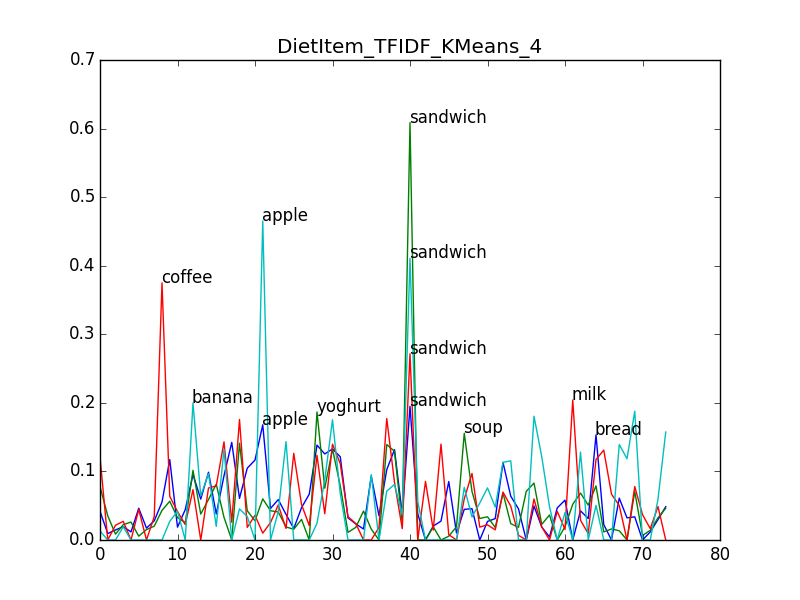 DietItem_TFIDF_KMeans_4
0.7
0.6
sandwich
0.5
apple
0.4
sandwich
coffee
0.3
sandwich
0.2
banana
milk
sandwich
yoghurt
apple
soup
bread
0.1
0.0
0 10 20 30 40 50 60 70 80